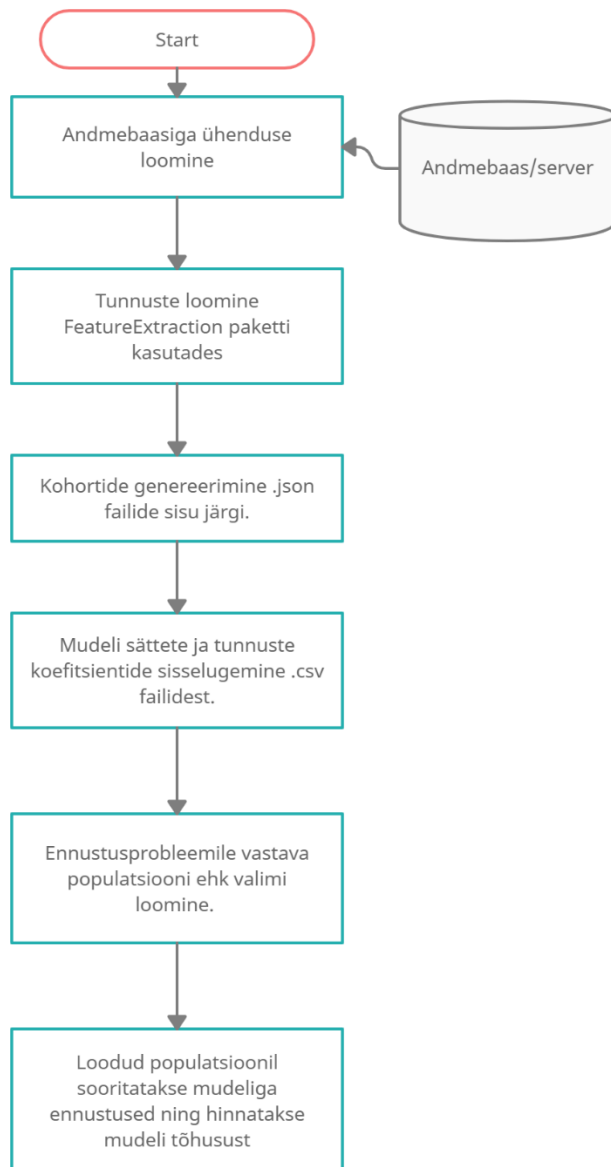 Start
Andmebaasiga ühenduse
loomine
Andmebaas/server
Tunnuste loomine
FeatureExtraction paketti
kasutades
Kohortide genereerimine .json
failide sisu järgi.
Mudeli sättete ja tunnuste
koefitsientide sisselugemine .csv
failidest.
Ennustusprobleemile vastava
populatsiooni ehk valimi
loomine.
Loodud populatsioonil
sooritatakse mudeliga
ennustused ning hinnatakse
mudeli tõhusust